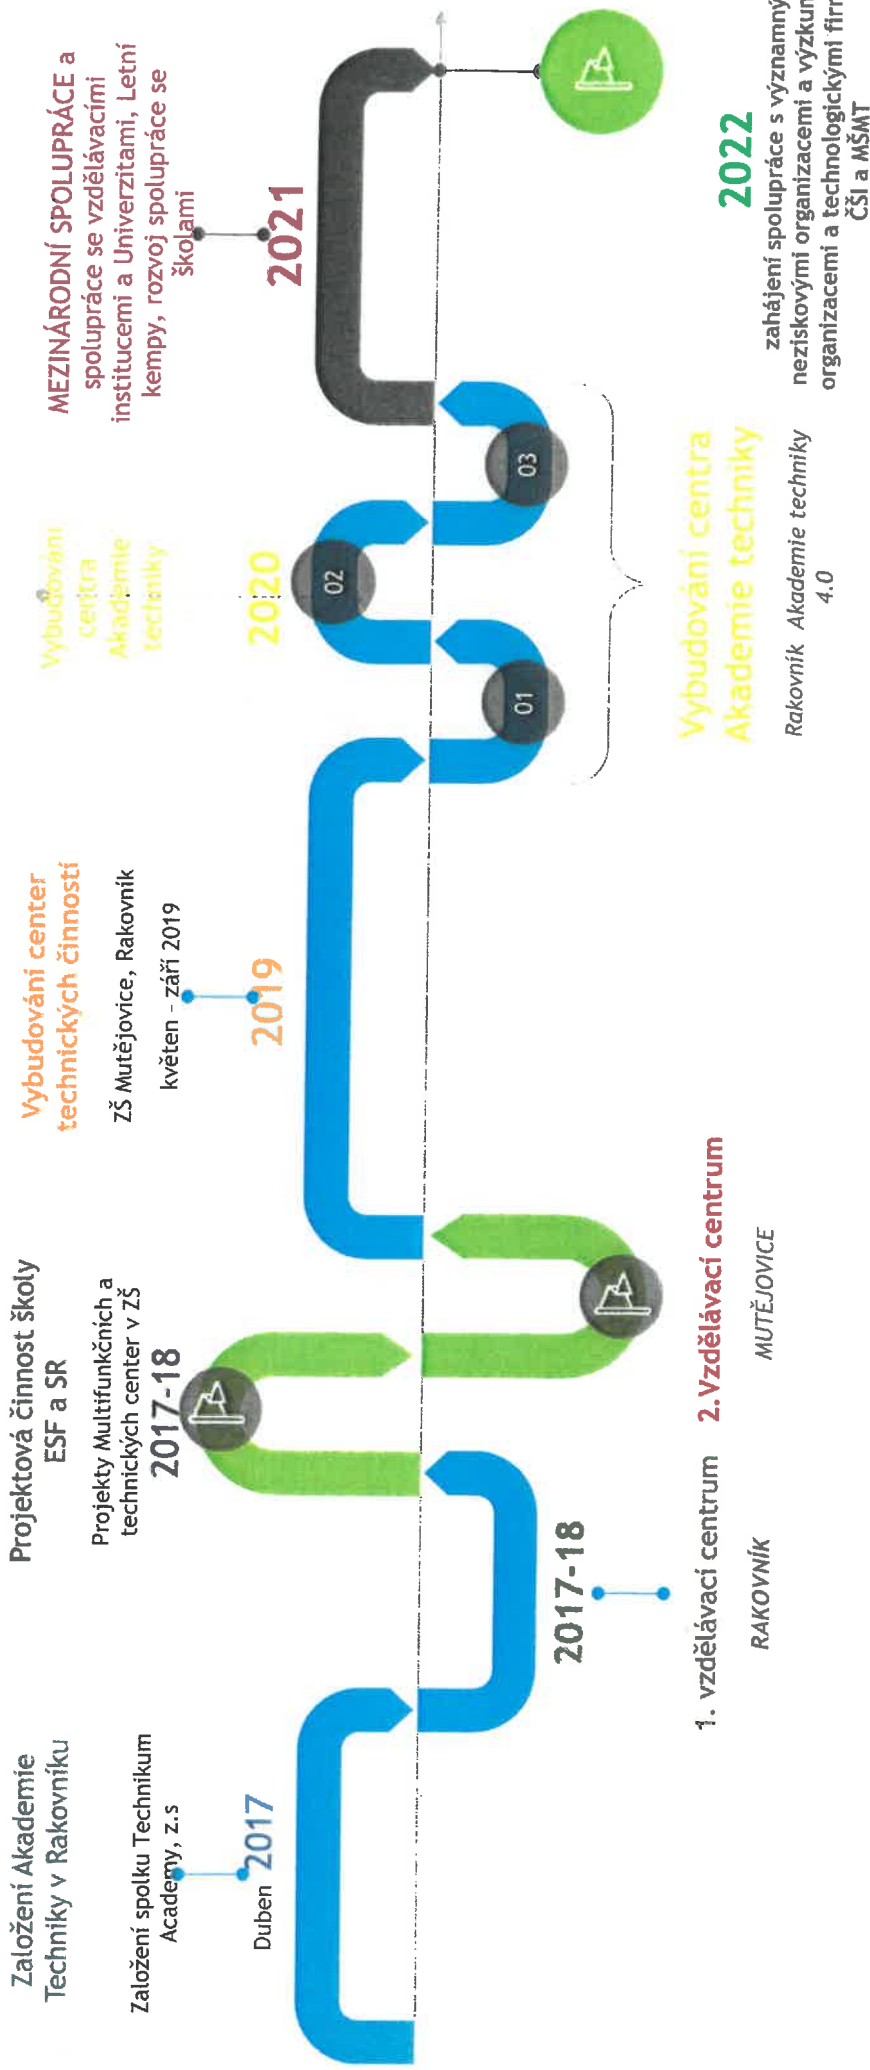 Založení Akademie
Techniky v Rakovníku
Založení spolku Technikum
Academy, z.s
Duben 2017
2017-18
1. vzdělávací centrum
RAKOVNÍK
Projektová činnost školy
ESF a SR
Projekty Multifunkčních a
technických center v ZŠ
2017-18
2.Vzdělávací centrum
MUTĚJOVICE
Vybudování center
technických činností
ZŠ Mutějovice, Rakovník
květen - září 2019
2019
Vybudování
centra
Akademie
techniky
2020
01
02
03
Vybudování centra
Akademie techniky
Rakovník Akademie techniky
4.0
MEZINÁRODNÍ SPOLUPRÁCE a
spolupráce se vzdělávacími
institucemi a Univerzitami, Letní
kempy, rozvoj spolupráce se
školami
2021
2022
zahájení spolupráce s
neziskovými organizacemi a
organizacemi a technologickými
ČŠI a MŠMT